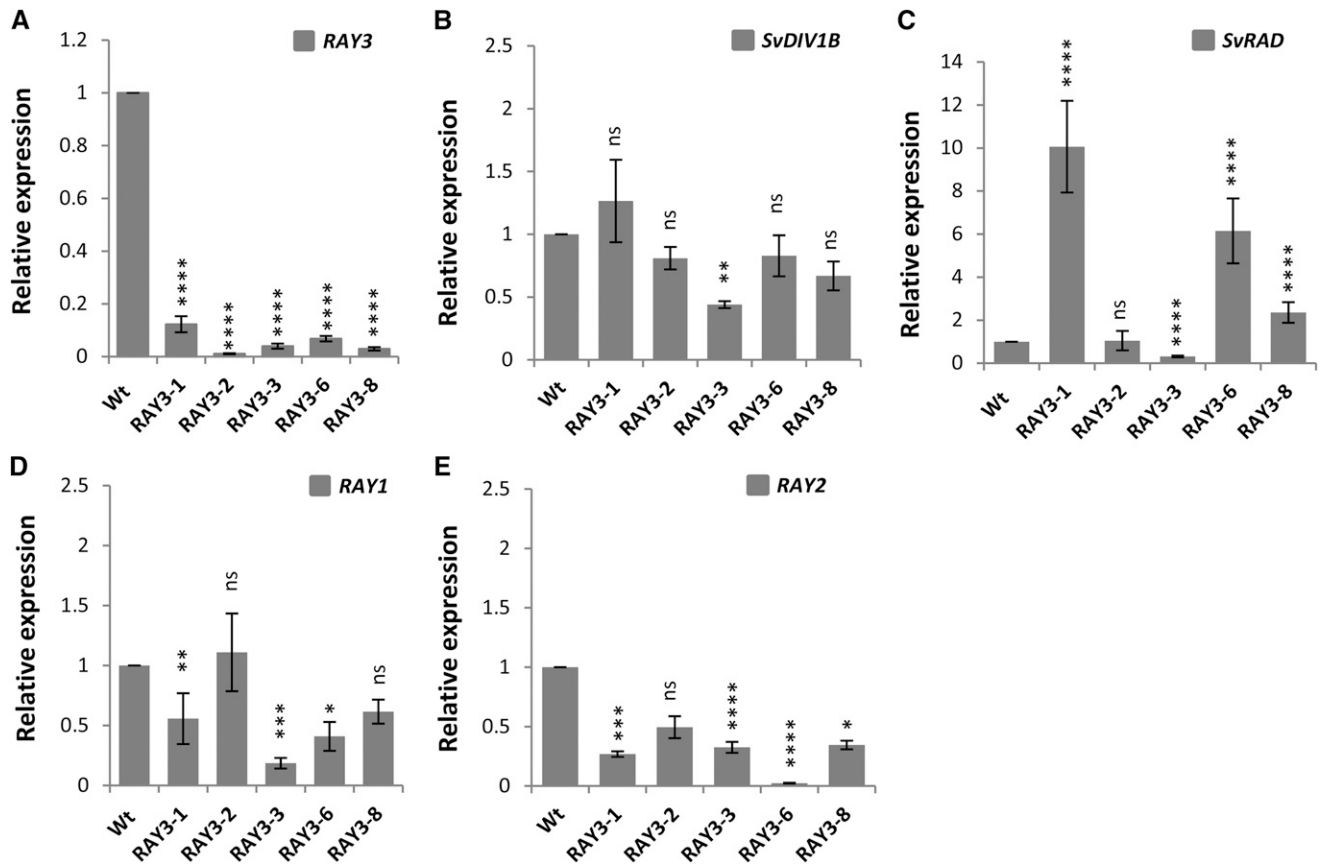 A
RAY3
Relative expression
1.2
1
0.8
0.6
0.4
0.2
0
****
****
****
****
****
Wt
RAY3-1
RAY3-2
RAY3-3
RAY3-6
RAY3-8
B
SvDIV1B
Relative expression
2.5
2
1.5
1
0.5
0
ns
ns
**
ns
ns
Wt
RAY3-1
RAY3-2
RAY3-3
RAY3-6
RAY3-8
C
SvRAD
Relative expression
14
12
10
8
6
4
2
0
****
ns
****
****
****
Wt
RAY3-1
RAY3-2
RAY3-3
RAY3-6
RAY3-8
D
RAY1
Relative expression
2.5
2
1.5
1
0.5
0
**
ns
***
*
ns
Wt
RAY3-1
RAY3-2
RAY3-3
RAY3-6
RAY3-8
E
RAY2
Relative expression
2.5
2
1.5
1
0.5
0
***
ns
****
****
*
Wt
RAY3-1
RAY3-2
RAY3-3
RAY3-6
RAY3-8